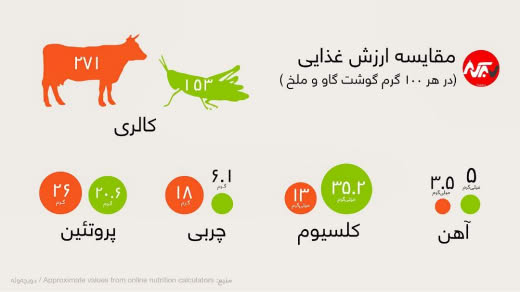 مقایسه ارزش غذایی
(در هر ۱۰۰ گرم گوشت گاو و ملخ )
۲۷۱
۱۵۳
کالری
۵
میلی‌گرم
۳.۵
میلی‌گرم
آهن
۳۵.۲
میلی‌گرم
۱۳
میلی‌گرم
کلسیوم
۶.۱
گرم
۱۸
گرم
چربی
۲۰.۶
گرم
۲۶
گرم
پروتئین
منبع: Approximate values from online nutrition calculators / دویچه‌وله